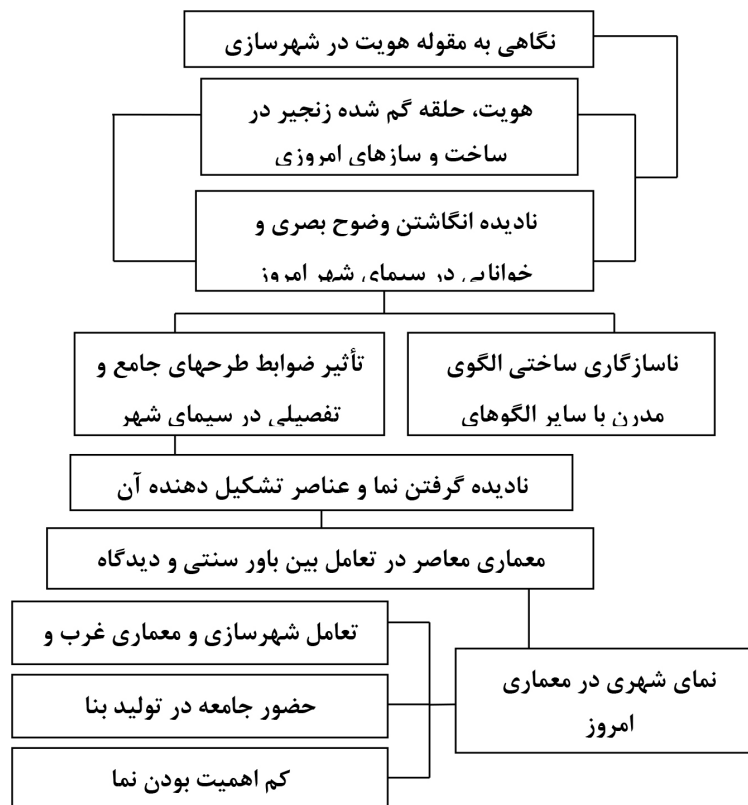 نگاهی به مقوله هویت در شهرسازی
هویت، حلقه گم شده زنجیر در
ساخت و سازهای امروزی
نادیده انگاشتن وضوح بصری و
خوانایی در سیمای شهر امروز
ناسازگاری ساختی الگوی
مدرن با سایر الگوهای
تأثیر ضوابط طرحهای جامع و
تفصیلی در سیمای شهر
نادیده گرفتن نما و عناصر تشکیل دهنده آن
معماری معاصر در تعامل بین باور سنتی و دیدگاه
نمای شهری در معماری
امروز
تعامل شهرسازی و معماری غرب و
حضور جامعه در تولید بنا
کم اهمیت بودن نما